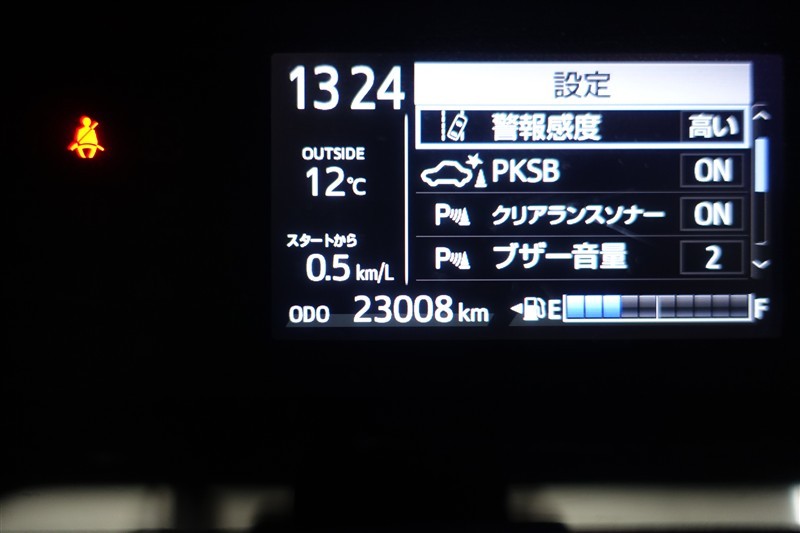 13 24
OUTSIDE
12℃
スタートから
0.5 km/L
設定
警報感度 高い
PKSB ON
P クリアランスソナー ON
P ブザー音量 2
ODO 23008 km
E F